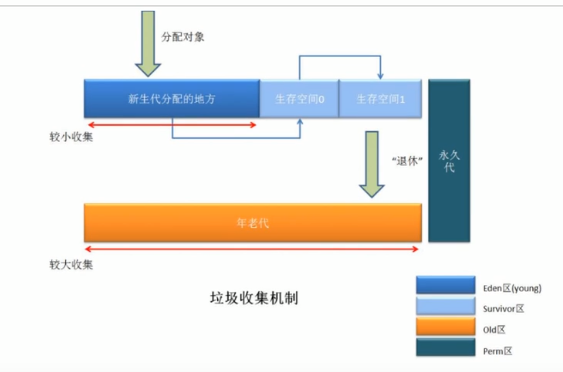 分配对象
新生代分配的地方
生存空间0
生存空间1
较小收集
"退休"
永久
代
年老代
较大收集
垃圾收集机制
Eden区(young)
Survivor区
Old区
Perm区